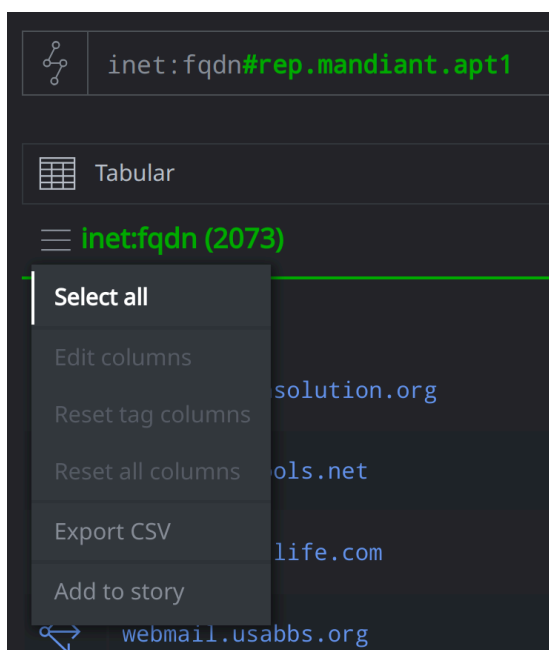 inet:fqdn#rep.mandiant.apt1
Tabular
inet:fqdn (2073)
Select all
Edit columns
solution.org
Reset tag columns
Reset all columns
ols.net
Export CSV
life.com
Add to story
webmail.usabbs.org